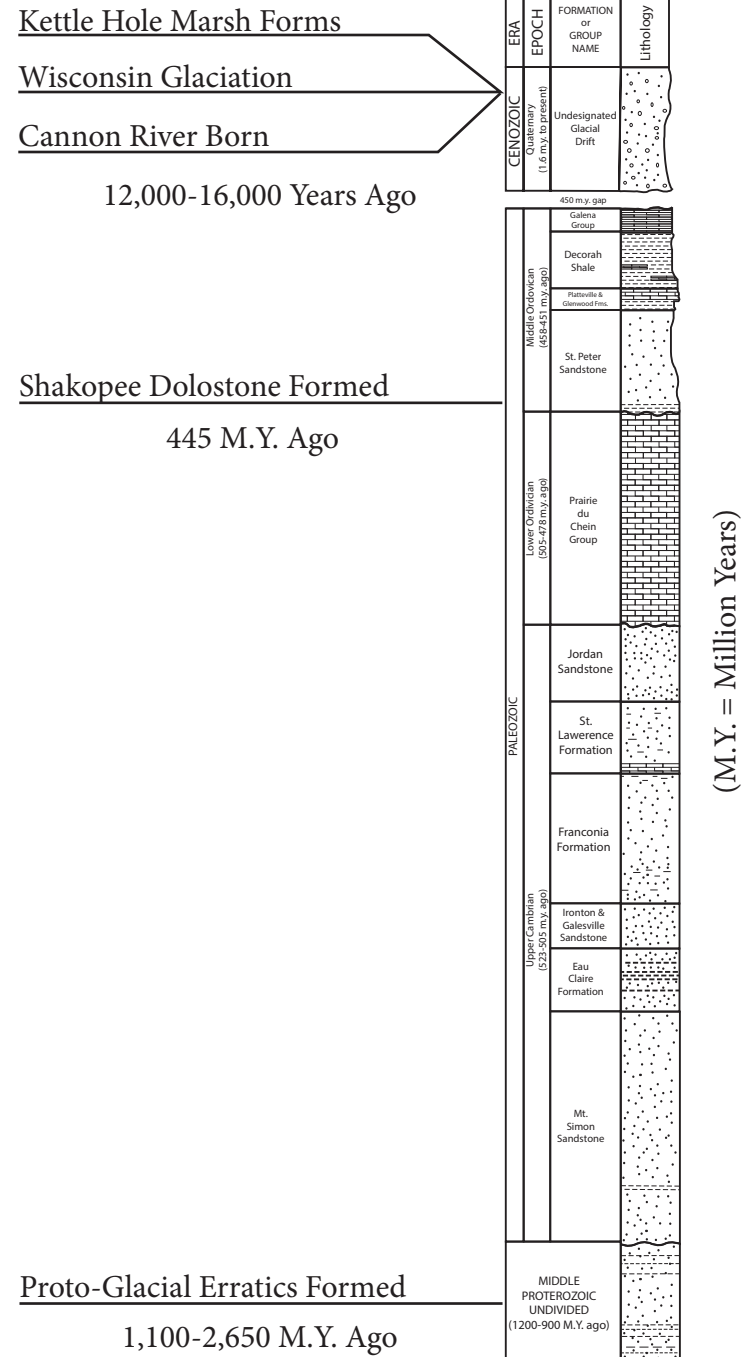 Kettle Hole Marsh Forms
Wisconsin Glaciation
Cannon River Born
12,000-16,000 Years Ago
Shakopee Dolostone Formed
445 M.Y. Ago
Proto-Glacial Erratics Formed
1,100-2,650 M.Y. Ago
ERA
EPOCH
FORMATION
or
GROUP
NAME
Lithology
CENOZOIC
Quaternary
(1.6 m.y. to present)
Undesignated
Glacial
Drift
450 m.y. gap
PALEOZOIC
Middle Ordovican
(458-451 m.y. ago)
Galena
Group
Decorah
Shale
Platteville &
Glenwood Fms.
St. Peter
Sandstone
Lower Ordivician
(505-478 m.y. ago)
Prairie
du
Chein
Group
Upper Cambrian
(523-505 m.y. ago)
Jordan
Sandstone
St.
Lawerence
Formation
Franconia
Formation
Ironton &
Galesville
Sandstone
Eau
Claire
Formation
Mt.
Simon
Sandstone
MIDDLE
PROTEROZOIC
UNDIVIDED
(1200-900 M.Y. ago)
(M.Y. = Million Years)